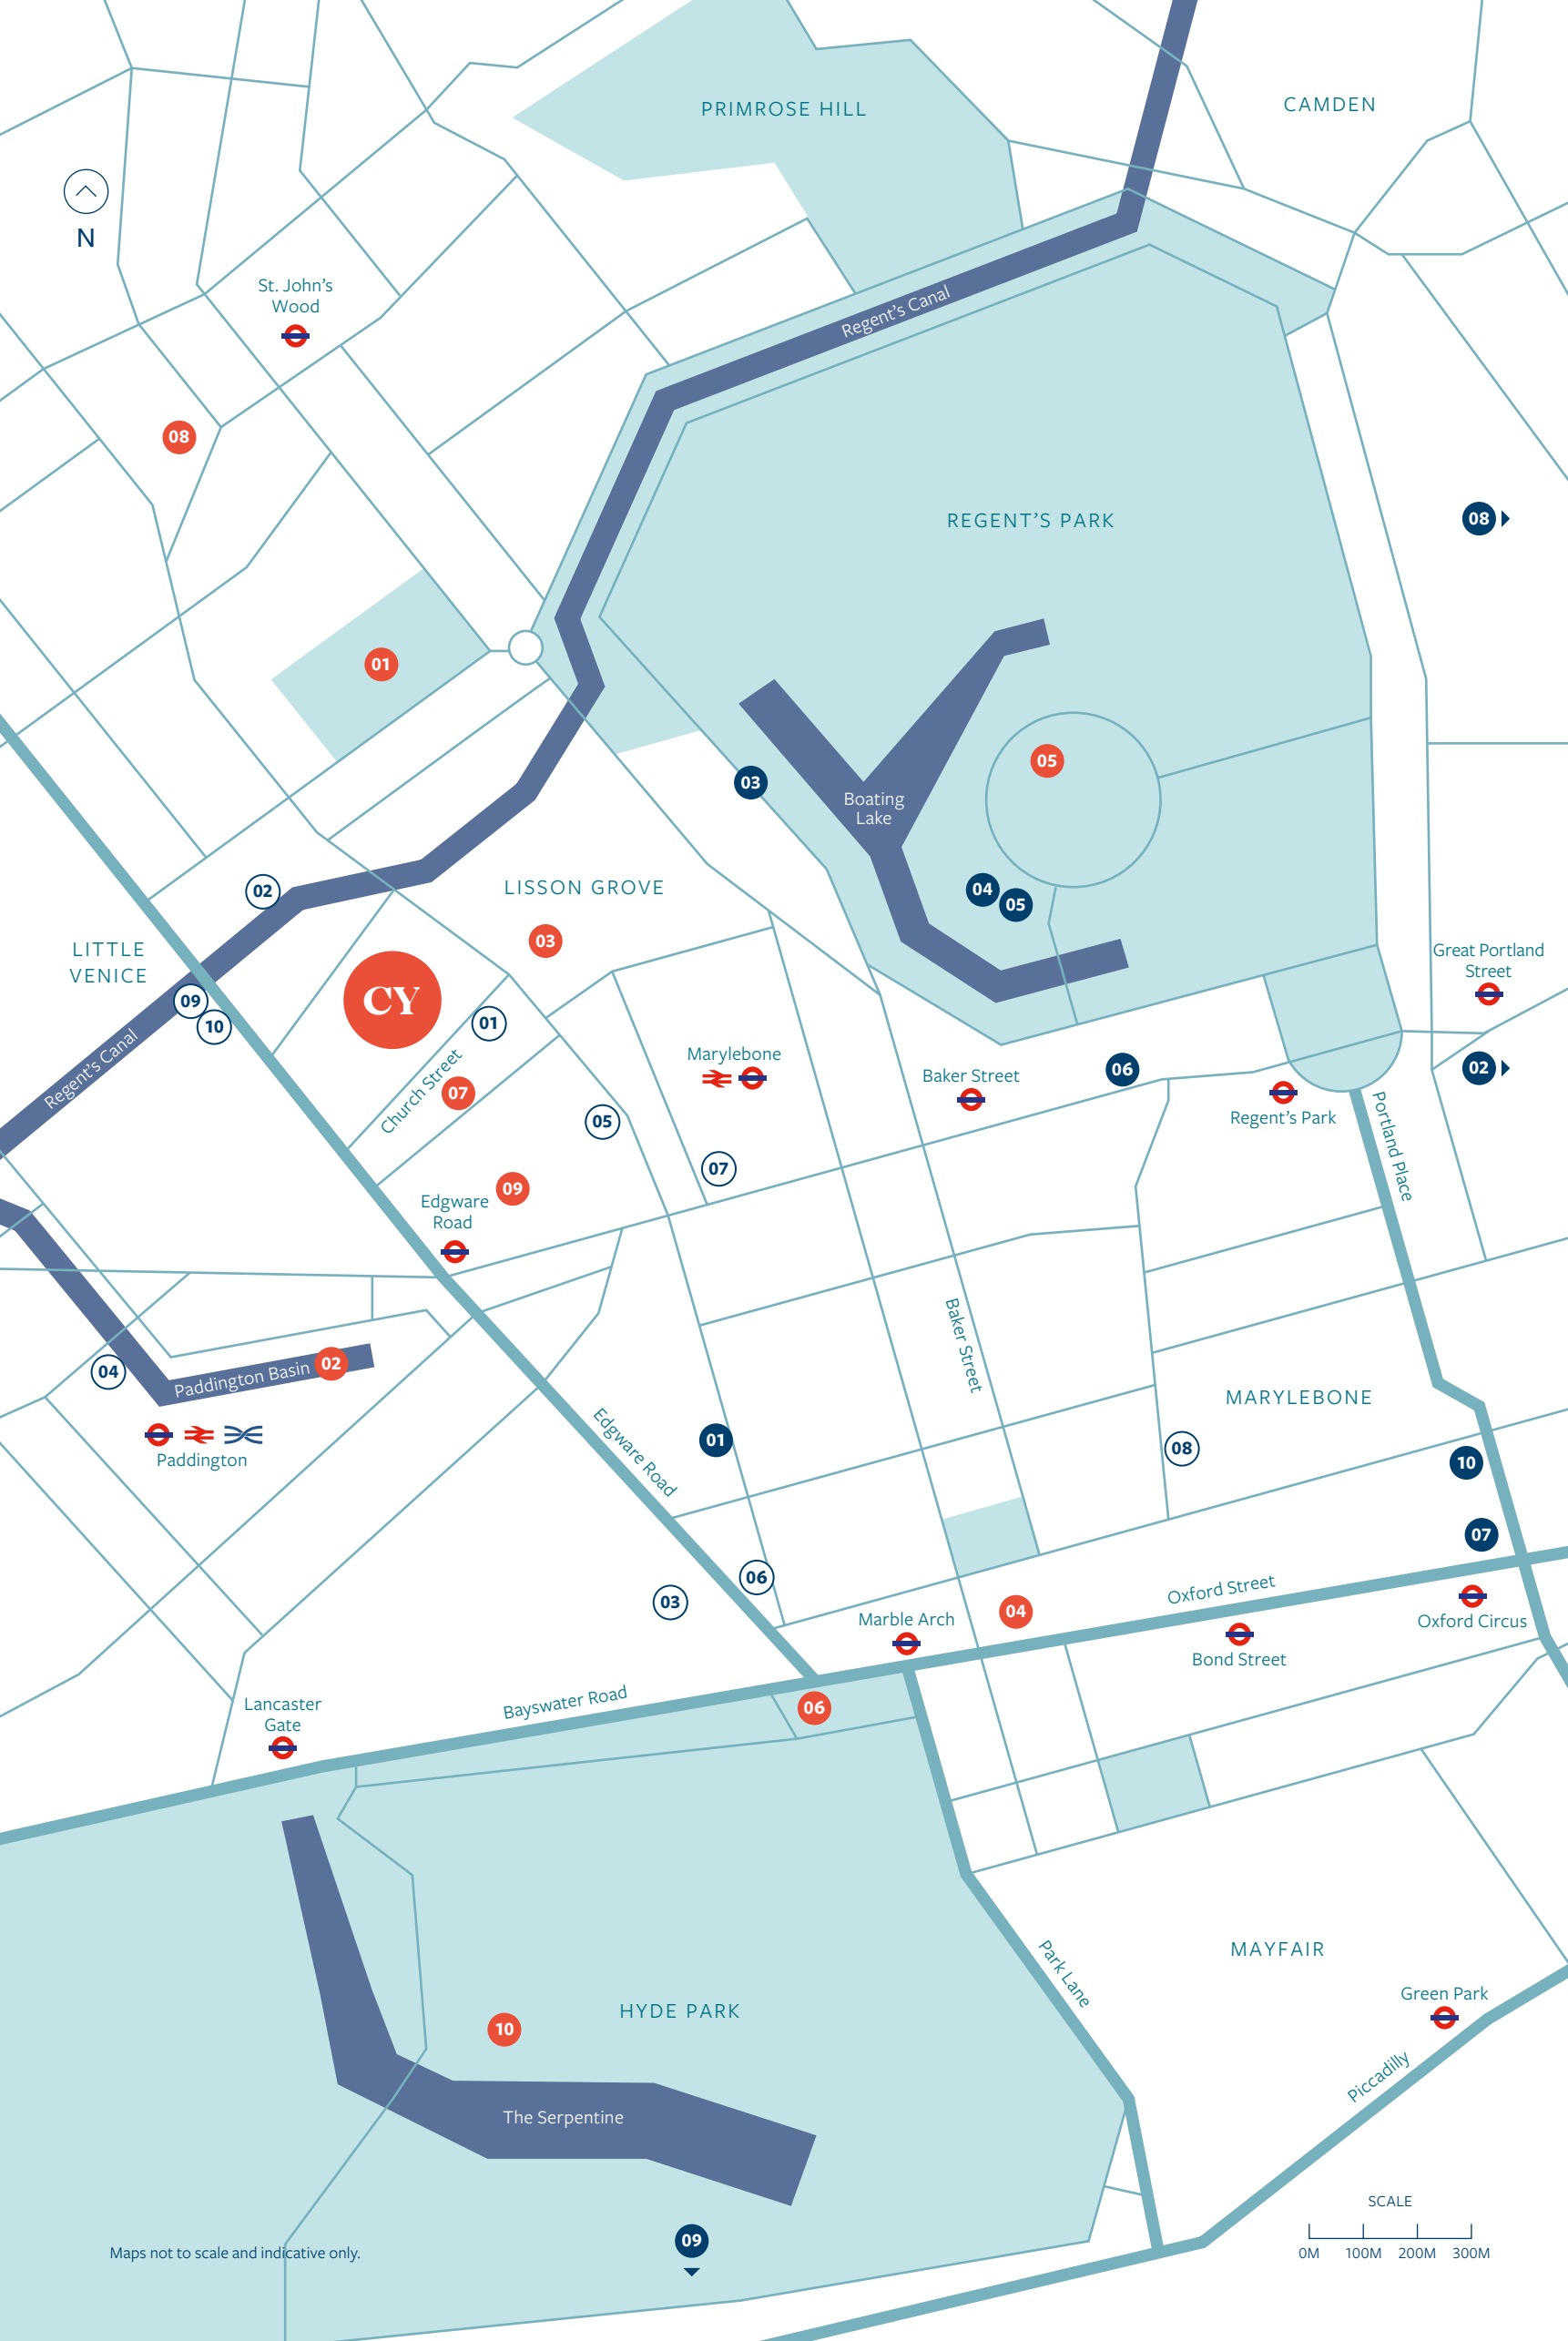 PRIMROSE HILL
CAMDEN
N
St. John's
Wood
Regent's Canal
08
REGENT'S PARK
08
01
05
03
Boating
Lake
02
LISSON GROVE
04
05
03
LITTLE
VENICE
Great Portland
Street
09
CY
10
01
Regent's Canal
Church Street
07
Marylebone
Baker Street
06
02
Regent's Park
Portland Place
05
07
09
Edgware
Road
Baker Street
04
Paddington Basin
02
MARYLEBONE
Paddington
Edgware Road
01
08
10
07
06
03
Oxford Street
Marble Arch
04
Oxford Circus
Bond Street
Bayswater Road
06
Lancaster
Gate
Park Lane
MAYFAIR
Green Park
HYDE PARK
10
Piccadilly
The Serpentine
SCALE
0M 100M 200M 300M
09
Maps not to scale and indicative only.